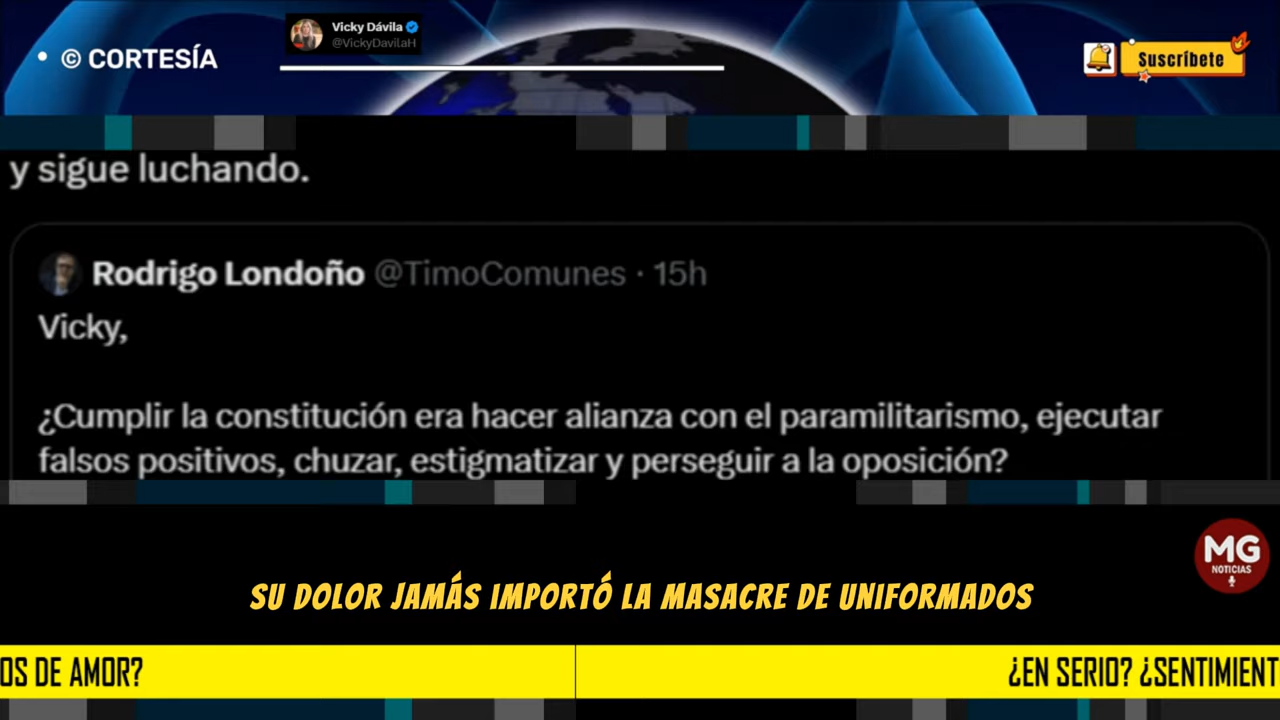 • © CORTESÍA
Vicky Dávila
@VickyDavilaH
Suscríbete
y sigue luchando.
Rodrigo Londoño @TimoComunes · 15h
Vicky,
¿Cumplir la constitución era hacer alianza con el paramilitarismo, ejecutar
falsos positivos, chuzar, estigmatizar y perseguir a la oposición?
MG
NOTICIAS
SU DOLOR JAMÁS IMPORTÓ LA MASACRE DE UNIFORMADOS
OS DE AMOR?
¿EN SERIO? ¿SENTIMIENT